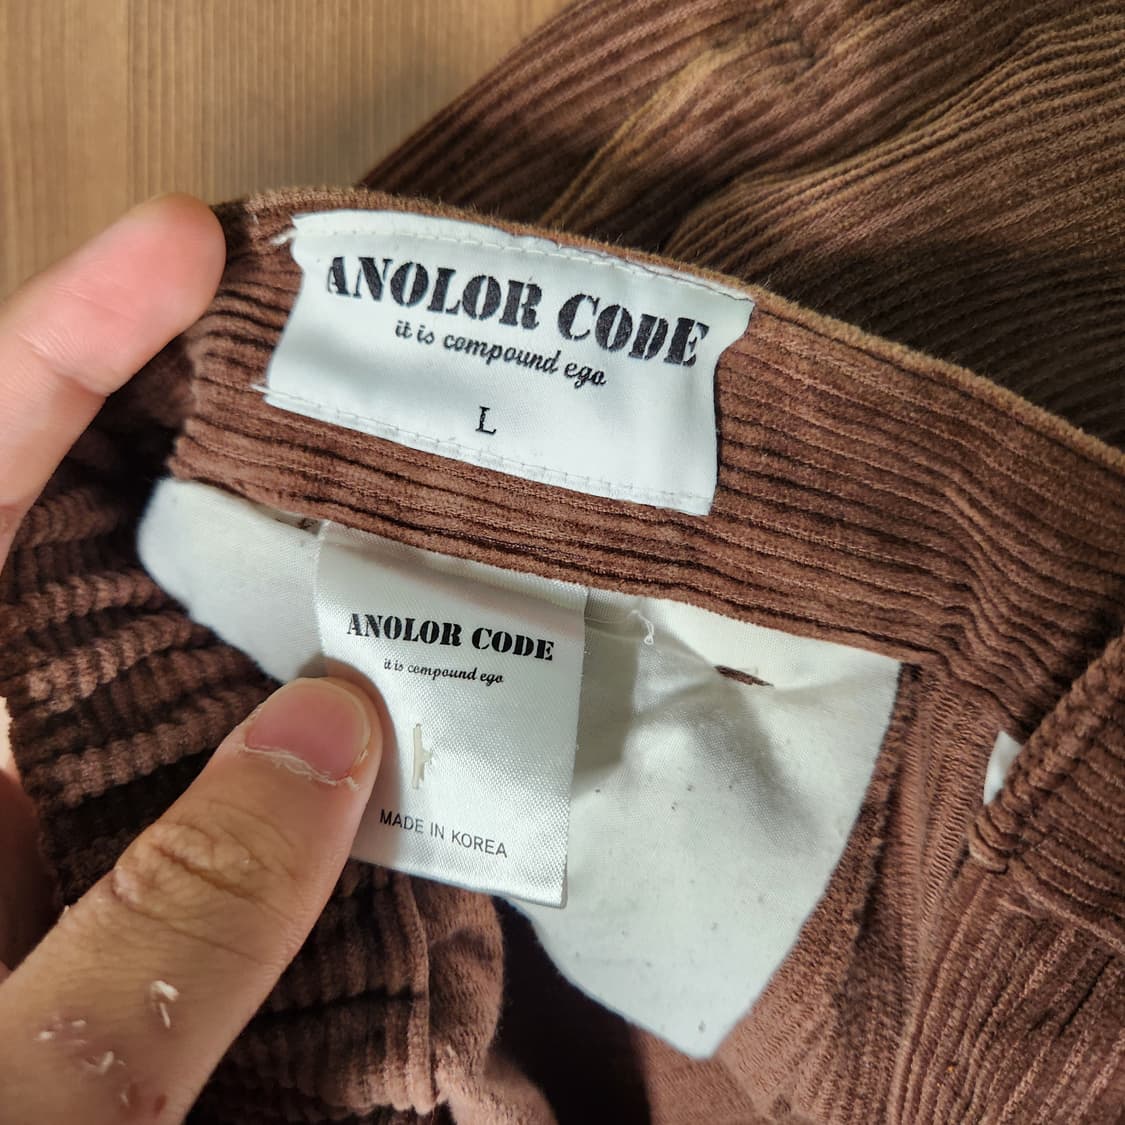 ANOLOR CODE
it is compound ego
L
ANOLOR CODE
it is compound ego
MADE IN KOREA